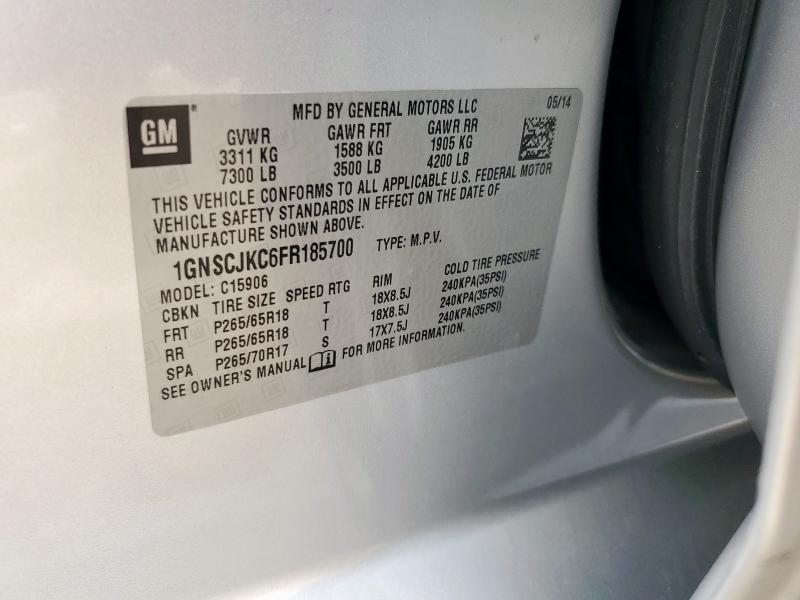 GM
MFD BY GENERAL MOTORS LLC 05/14
GVWR GAWR FRT GAWR RR
3311 KG 1588 KG 1905 KG
7300 LB 3500 LB 4200 LB
THIS VEHICLE CONFORMS TO ALL APPLICABLE U.S. FEDERAL MOTOR
VEHICLE SAFETY STANDARDS IN EFFECT ON THE DATE OF
MANUFACTURE SHOWN ABOVE.
1GNSCJKC6FR185700 TYPE: M.P.V.
MODEL: C15906
CBKN TIRE SIZE SPEED RTG RIM COLD TIRE PRESSURE
FRT P265/65R18 T 18X8.5J 240KPA(35PSI)
RR P265/65R18 T 18X8.5J 240KPA(35PSI)
SPA P265/70R17 S 17X7.5J 240KPA(35PSI)
SEE OWNER'S MANUAL FOR MORE INFORMATION.